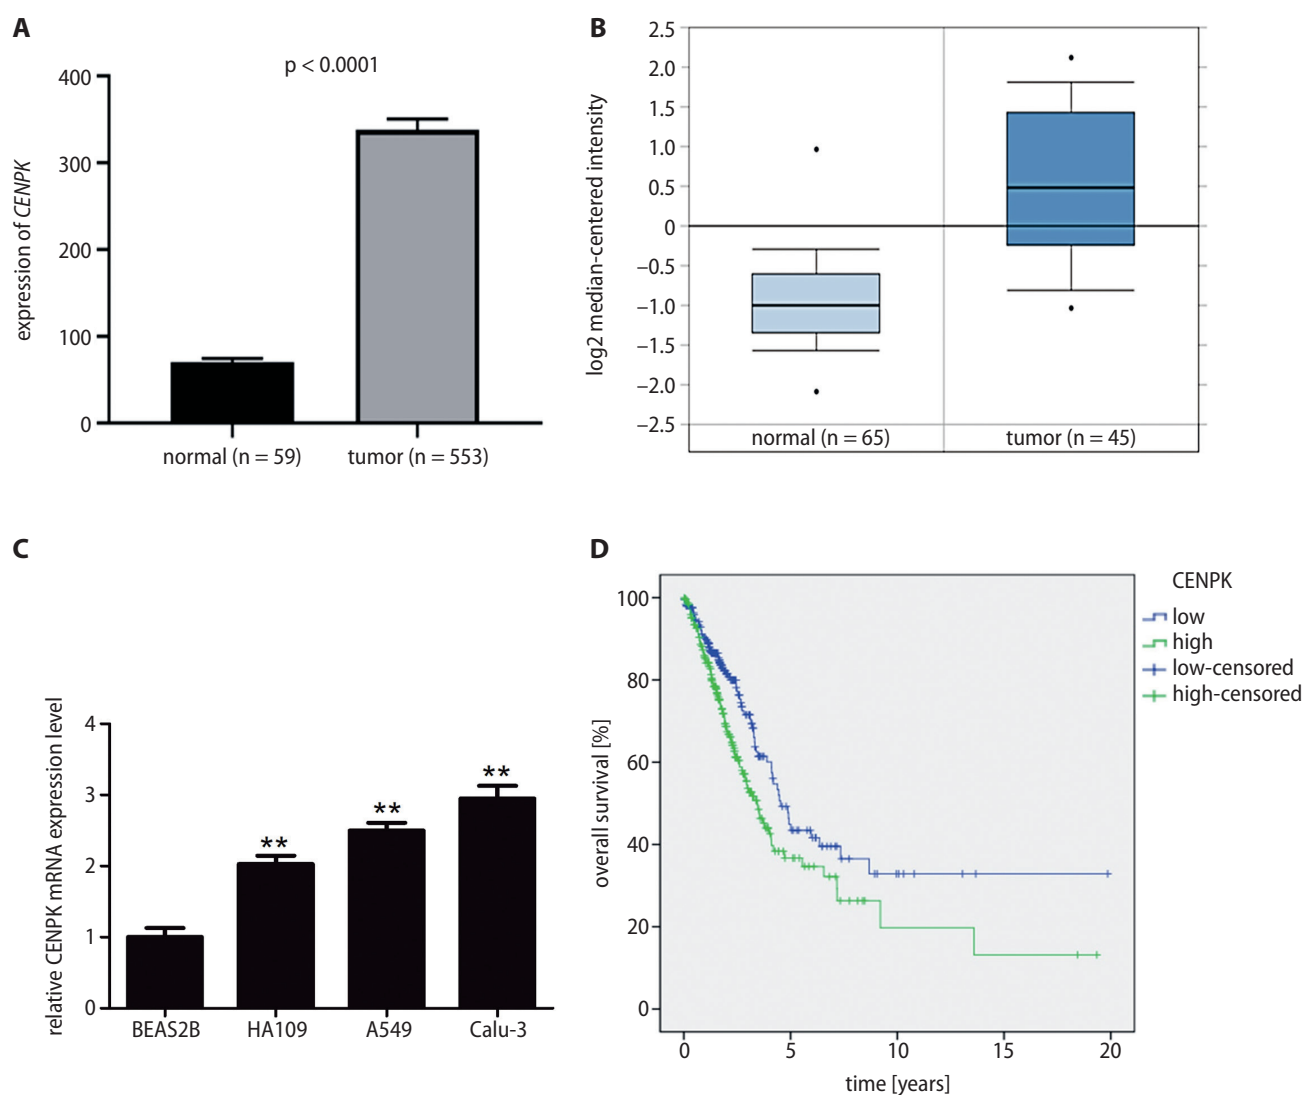 A
p < 0.0001
expression of CENPK
400
300
200
100
0
normal (n = 59)
tumor (n = 553)
B
log2 median-centered intensity
2.5
2.0
1.5
1.0
0.5
0
−0.5
−1.0
−1.5
−2.0
−2.5
normal (n = 65)
tumor (n = 45)
C
relative CENPK mRNA expression level
4
3
2
1
0
**
**
**
BEAS2B
HA109
A549
Calu-3
D
overall survival [%]
100
80
60
40
20
0
0
5
10
15
20
time [years]
CENPK
low
high
low-censored
high-censored